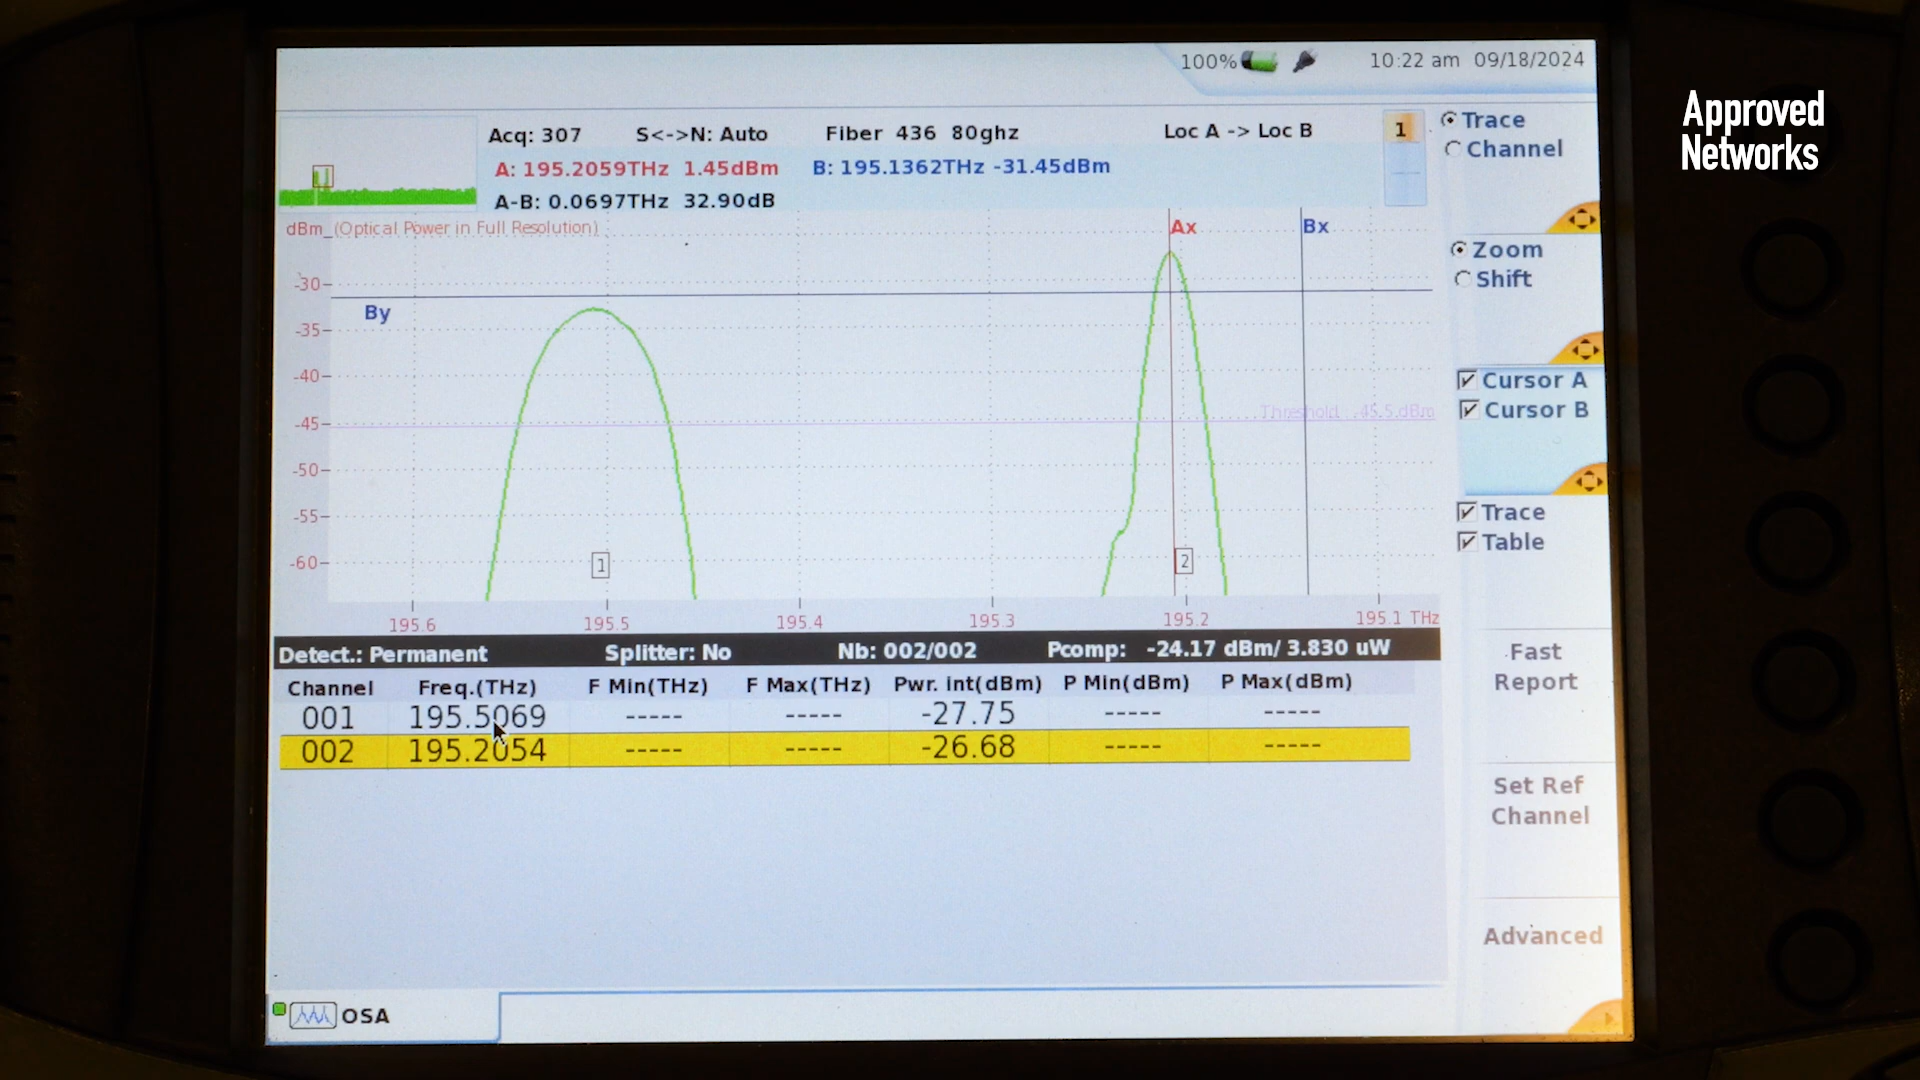 100% 10:22 am 09/18/2024
Approved
Networks
Acq: 307 S<->N: Auto Fiber 436 80ghz Loc A -> Loc B 1
A: 195.2059THz 1.45dBm B: 195.1362THz -31.45dBm
A-B: 0.0697THz 32.90dB
Trace
Channel
dBm (Optical Power in Full Resolution) Ax Bx
Zoom
Shift
-30
By
-35
-40
Cursor A
Cursor B
Threshold -45.5.dBm
-45
-50
-55
Trace
Table
-60
1 2
195.6 195.5 195.4 195.3 195.2 195.1 THz
Detect.: Permanent Splitter: No Nb: 002/002 Pcomp: -24.17 dBm/ 3.830 uW
Channel Freq.(THz) F Min(THz) F Max(THz) Pwr. int(dBm) P Min(dBm) P Max(dBm)
001 195.5069 ----- ----- -27.75 ----- -----
002 195.2054 ----- ----- -26.68 ----- -----
Fast
Report
Set Ref
Channel
Advanced
OSA